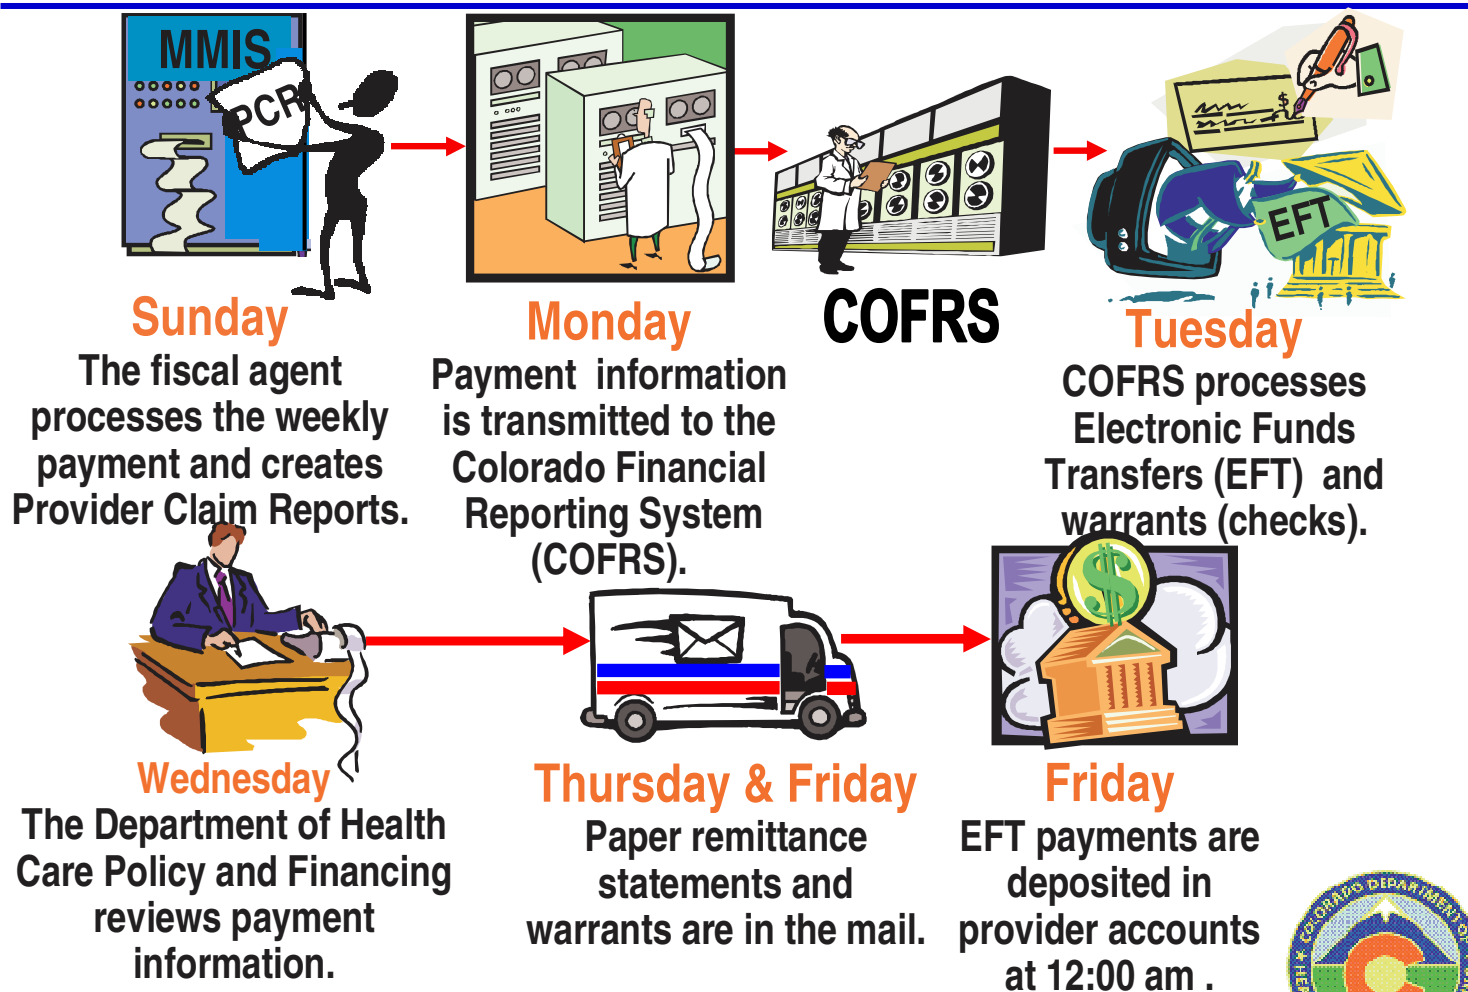 MMIS
PCR
Sunday
The fiscal agent
processes the weekly
payment and creates
Provider Claim Reports.
Monday
Payment information
is transmitted to the
Colorado Financial
Reporting System
(COFRS).
COFRS
$
EFT
Tuesday
COFRS processes
Electronic Funds
Transfers (EFT) and
warrants (checks).
Wednesday
The Department of Health
Care Policy and Financing
reviews payment
information.
Thursday & Friday
Paper remittance
statements and
warrants are in the mail.
$
Friday
EFT payments are
deposited in
provider accounts
at 12:00 am .
COLORADO DEPARTMENT OF